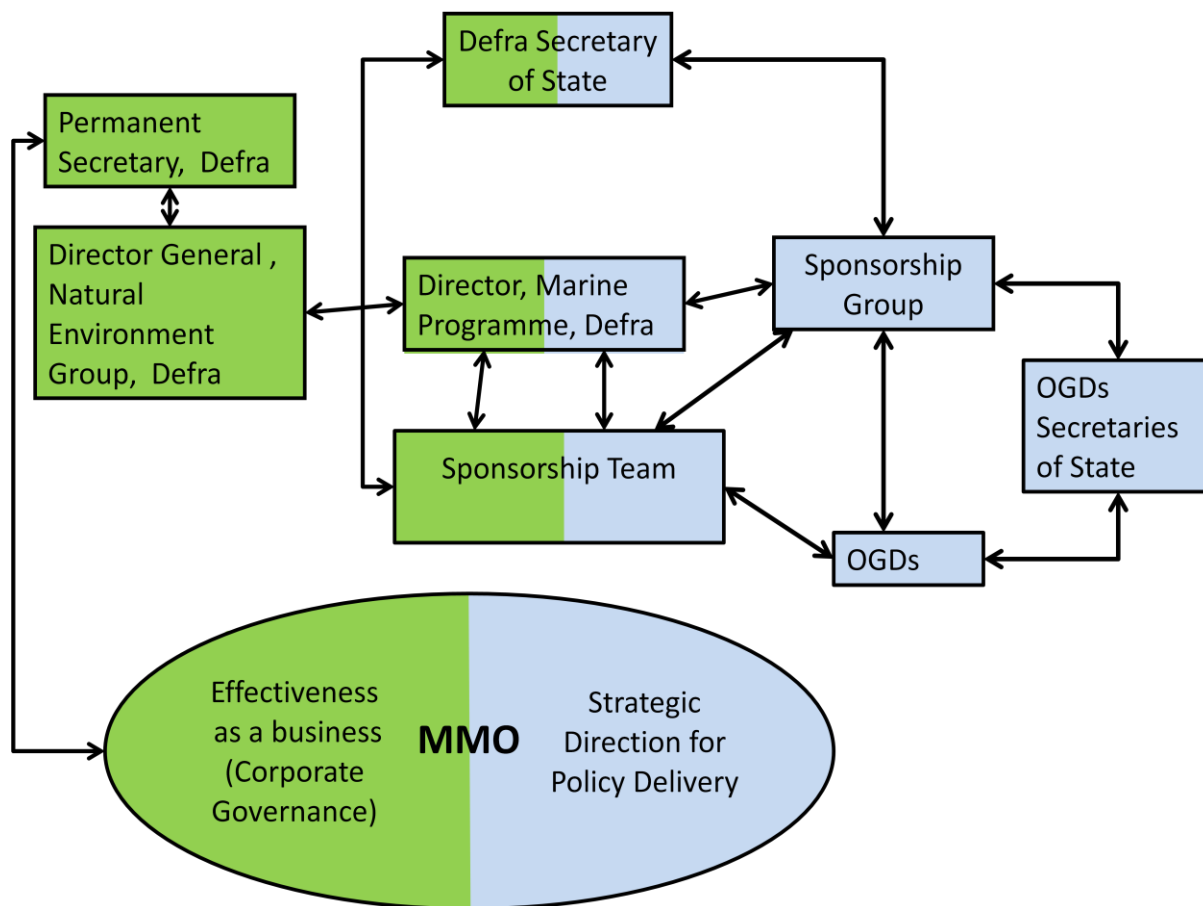 Defra Secretary
of State
Permanent
Secretary,  Defra
Director General ,
Natural
Environment
Group,  Defra
Director, Marine
Programme, Defra
Sponsorship
Group
OGDs
Secretaries
of State
Sponsorship Team
OGDs
Effectiveness
as a business
(Corporate
Governance)
MMO
Strategic
Direction for
Policy Delivery